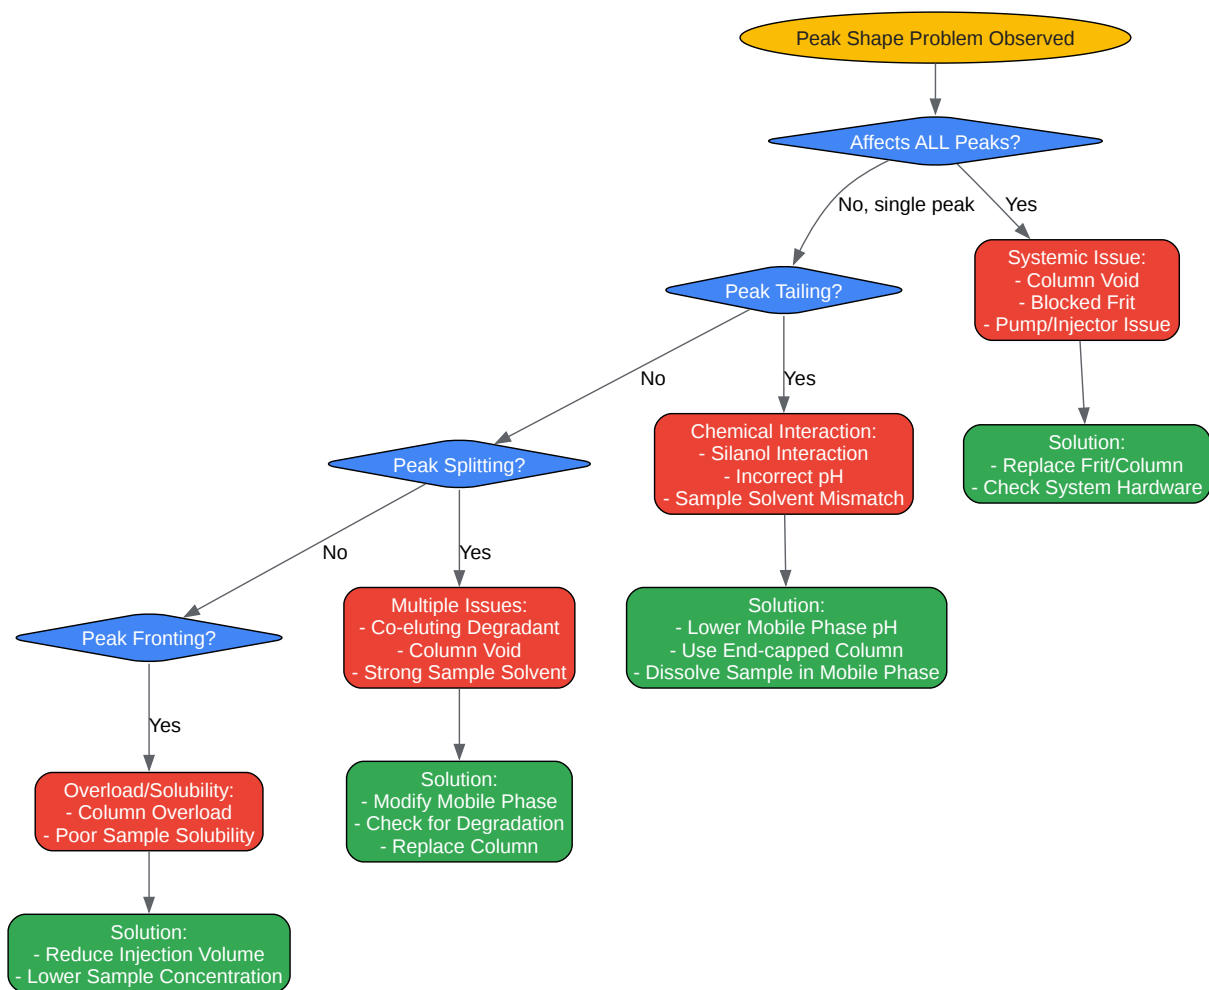 Peak Shape Problem Observed
Affects ALL Peaks?
No, single peak
Yes
Systemic Issue:
- Column Void
- Blocked Frit
- Pump/Injector Issue
Peak Tailing?
No
Yes
Solution:
- Replace Frit/Column
- Check System Hardware
Chemical Interaction:
- Silanol Interaction
- Incorrect pH
- Sample Solvent Mismatch
Peak Splitting?
No
Yes
Solution:
- Lower Mobile Phase pH
- Use End-capped Column
- Dissolve Sample in Mobile Phase
Multiple Issues:
- Co-eluting Degradant
- Column Void
- Strong Sample Solvent
Peak Fronting?
Yes
Solution:
- Modify Mobile Phase
- Check for Degradation
- Replace Column
Overload/Solubility:
- Column Overload
- Poor Sample Solubility
Solution:
- Reduce Injection Volume
- Lower Sample Concentration